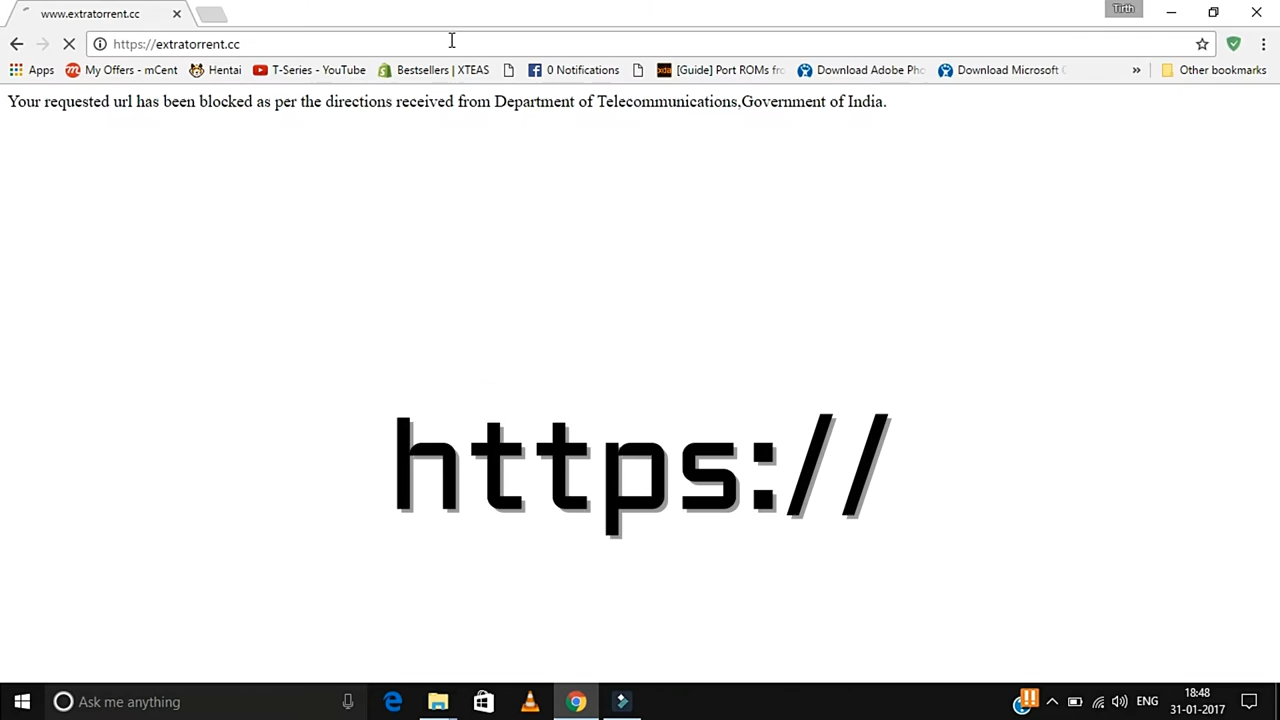 www.extratorrent.cc
Tirth
https://extratorrent.cc
Apps My Offers - mCent Hentai T-Series - YouTube Bestsellers | XTEAS 0 Notifications [Guide] Port ROMs fro Download Adobe Pho Download Microsoft » Other bookmarks
Your requested url has been blocked as per the directions received from Department of Telecommunications,Government of India.
https://
Ask me anything
ENG
18:48
31-01-2017